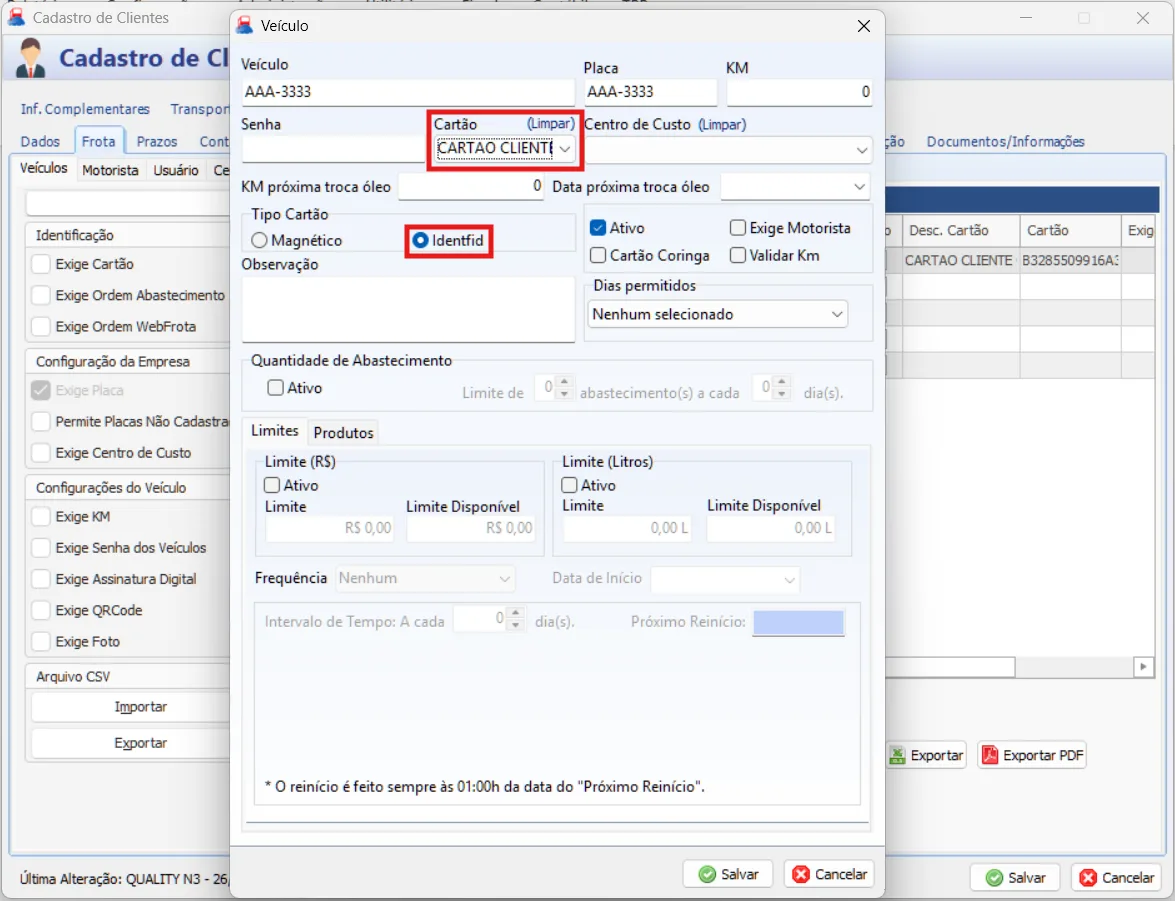 Cadastro de Clientes
Cadastro de Cl
Inf. Complementares Transport
Dados Frota Prazos Cont
Documentos/Informações
Veículos Motorista Usuário Ce
Identificação
Exige Cartão
Exige Ordem Abastecimento
Exige Ordem WebFrota
Configuração da Empresa
Exige Placa
Permite Placas Não Cadastra
Exige Centro de Custo
Configurações do Veículo
Exige KM
Exige Senha dos Veículos
Exige Assinatura Digital
Exige QRCode
Exige Foto
Arquivo CSV
Importar
Exportar
Última Alteração: QUALITY N3 - 26/
Veículo
Veículo Placa KM
AAA-3333 AAA-3333 0
Senha Cartão (Limpar) Centro de Custo (Limpar)
CARTAO CLIENTE
KM próxima troca óleo 0 Data próxima troca óleo
Tipo Cartão
Magnético Identfid
Ativo Exige Motorista
Cartão Coringa Validar Km
Observação
Dias permitidos
Nenhum selecionado
Quantidade de Abastecimento
Ativo Limite de 0 abastecimento(s) a cada 0 dia(s).
Limites Produtos
Limite (R$) Limite (Litros)
Ativo Ativo
Limite Limite Disponível Limite Limite Disponível
R$ 0,00 R$ 0,00 0,00 L 0,00 L
Frequência Nenhum Data de Início
Intervalo de Tempo: A cada 0 dia(s). Próximo Reinício:
* O reinício é feito sempre às 01:00h da data do "Próximo Reinício".
Salvar Cancelar
Desc. Cartão Cartão Exig
CARTAO CLIENTE B3285509916A3
Exportar Exportar PDF
Salvar Cancelar